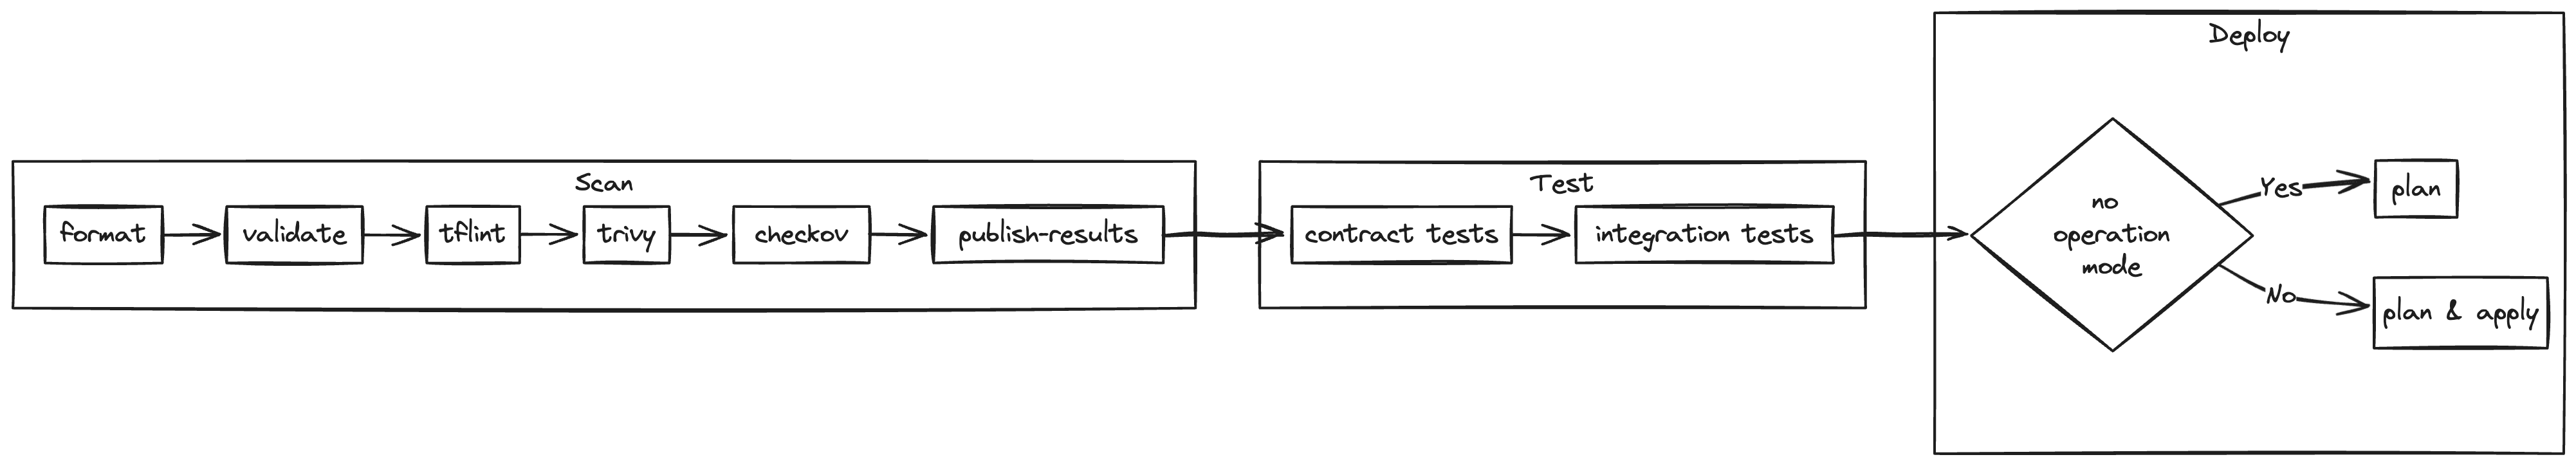 Scan
format
validate
tflint
trivy
checkov
publish-results
Test
contract tests
integration tests
Deploy
no
operation
mode
Yes
plan
No
plan & apply